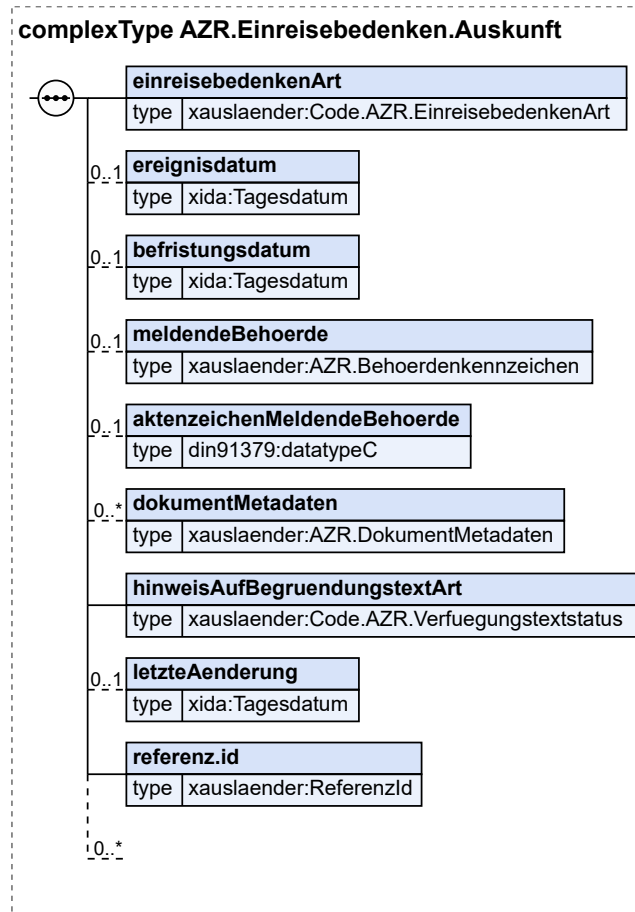 complexType AZR.Einreisebedenken.Auskunft
einreisebedenkenArt
type xauslaender:Code.AZR.EinreisebedenkenArt
0..1 ereignisdatum
type xida:Tagesdatum
0..1 befristungsdatum
type xida:Tagesdatum
0..1 meldendeBehoerde
type xauslaender:AZR.Behoerdenkennzeichen
0..1 aktenzeichenMeldendeBehoerde
type din91379:datatypeC
0..* dokumentMetadaten
type xauslaender:AZR.DokumentMetadaten
hinweisAufBegruendungstextArt
type xauslaender:Code.AZR.Verfuegungstextstatus
0..1 letzteAenderung
type xida:Tagesdatum
referenz.id
type xauslaender:ReferenzId
0..*